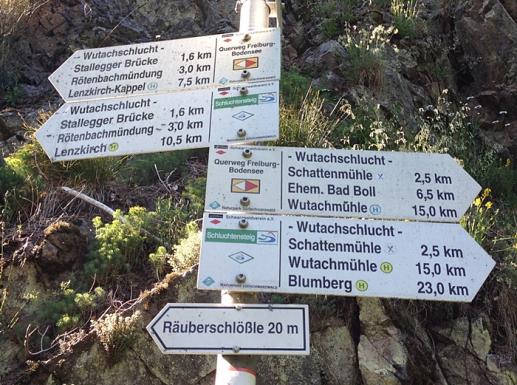 - Wutachschlucht -
Stallegger Brücke 1,6 km
Rötenbachmündung 3,0 km
Lenzkirch-Kappel H 7,5 km
Querweg Freiburg-
Bodensee
- Wutachschlucht -
Stallegger Brücke 1,6 km
Rötenbachmündung 3,0 km
Lenzkirch H 10,5 km
Schluchtensteig
Querweg Freiburg-
Bodensee
- Wutachschlucht -
Schattenmühle 2,5 km
Ehem. Bad Boll 6,5 km
Wutachmühle H 15,0 km
Schwarzwaldverein e.V.
Schluchtensteig
- Wutachschlucht -
Schattenmühle 2,5 km
Wutachmühle H 15,0 km
Blumberg H 23,0 km
Räuberschlößle 20 m